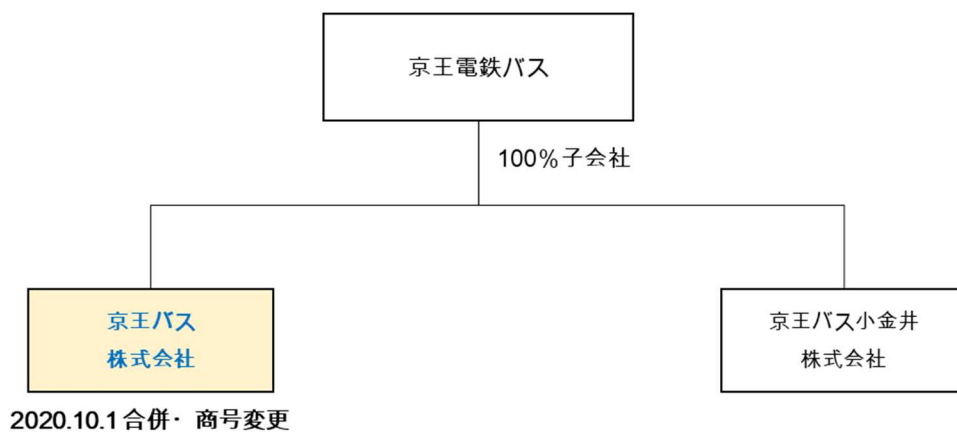 京王電鉄バス
100％子会社
京王バス
株式会社
京王バス小金井
株式会社
2020.10.1合併・商号変更